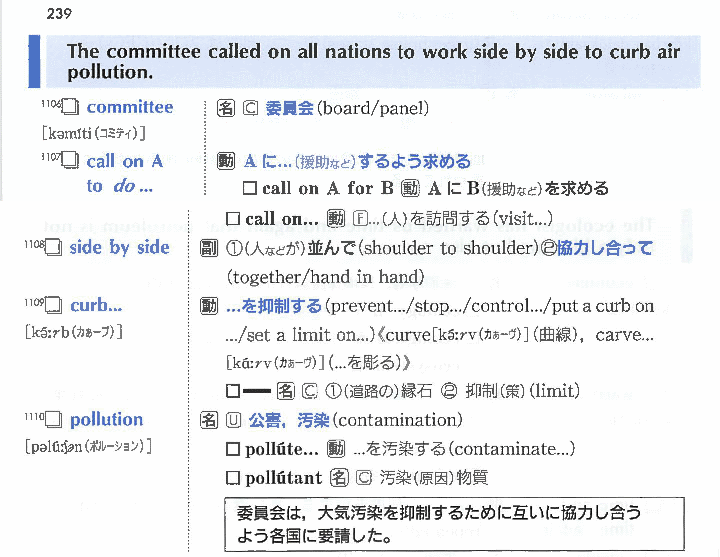 239
The committee called on all nations to work side by side to curb air
pollution.
1106□ committee
[kəmíti(コミティ)]
名 C 委員会(board/panel)
1107□ call on A
to do ...
動 A に…(援助など)するよう求める
□ call on A for B 動 A に B(援助など)を求める
□ call on... 動 F…(人)を訪問する(visit...)
1108□ side by side
副 ①(人などが)並んで(shoulder to shoulder)②協力し合って
(together/hand in hand)
1109□ curb...
[kə́:rb(カぁーブ)]
動 …を抑制する(prevent.../stop.../control.../put a curb on
.../set a limit on...)《curve[kə́:rv(カぁーヴ)](曲線), carve...
[ká:rv(カぁーヴ)](…を彫る)》
□━ 名 C ①(道路の)縁石 ② 抑制(策)(limit)
1110□ pollution
[pəlú:ʃən(ポルーション)]
名 U 公害, 汚染(contamination)
□ pollúte... 動 …を汚染する(contaminate...)
□ pollútant 名 C 汚染(原因)物質
委員会は，大気汚染を抑制するために互いに協力し合う
よう各国に要請した。